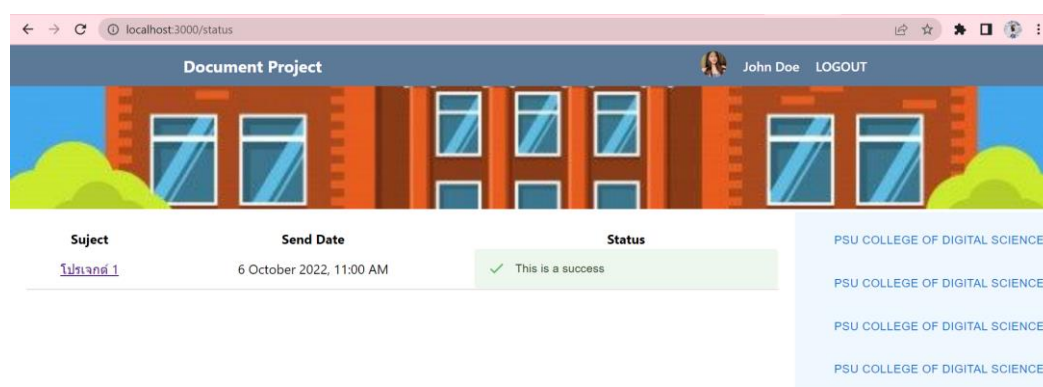 localhost:3000/status
Document Project
John Doe LOGOUT
Suject Send Date Status
โปรเจกต์ 1 6 October 2022, 11:00 AM This is a success
PSU COLLEGE OF DIGITAL SCIENCE
PSU COLLEGE OF DIGITAL SCIENCE
PSU COLLEGE OF DIGITAL SCIENCE
PSU COLLEGE OF DIGITAL SCIENCE